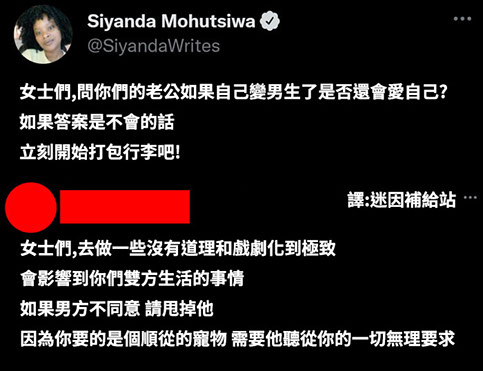 Siyanda Mohutsiwa
@SiyandaWrites
女士們,問你們的老公如果自己變男生了是否還會愛自己?
如果答案是不會的話
立刻開始打包行李吧!
譯:迷因補給站
女士們,去做一些沒有道理和戲劇化到極致
會影響到你們雙方生活的事情
如果男方不同意 請甩掉他
因為你要的是個順從的寵物 需要他聽從你的一切無理要求